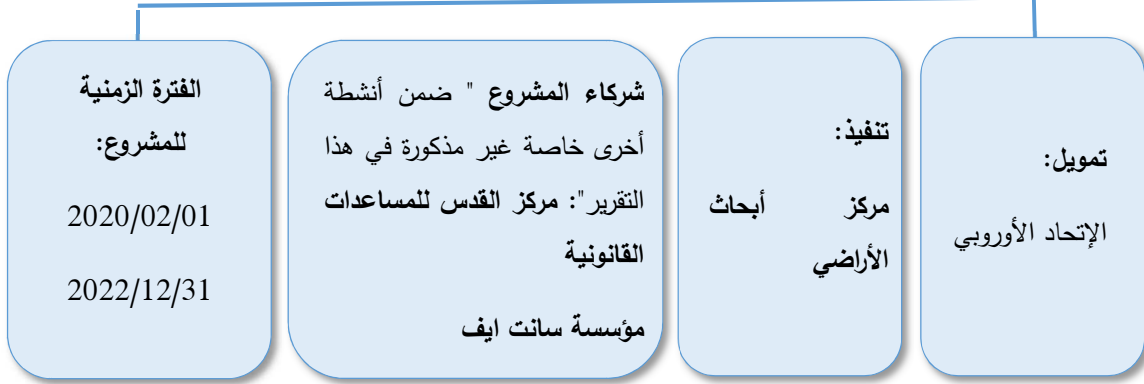 تمويل:
الإتحاد الأوروبي
تنفيذ:
مركز أبحاث
الأراضي
شركاء المشروع " ضمن أنشطة
أخرى خاصة غير مذكورة في هذا
التقرير": مركز القدس للمساعدات
القانونية
مؤسسة سانت ايف
الفترة الزمنية
للمشروع:
2020/02/01
2022/12/31